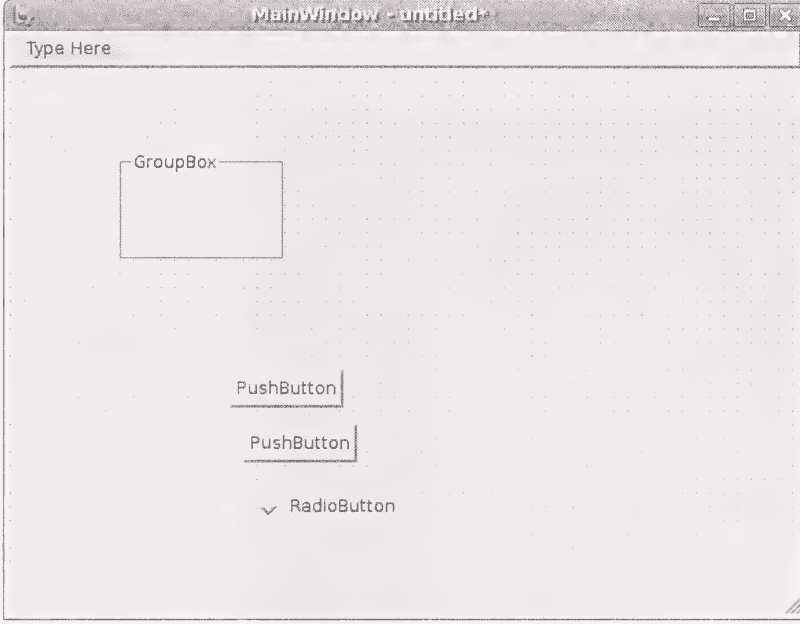 MainWindow - untitled*
Type Here
GroupBox
PushButton
PushButton
RadioButton